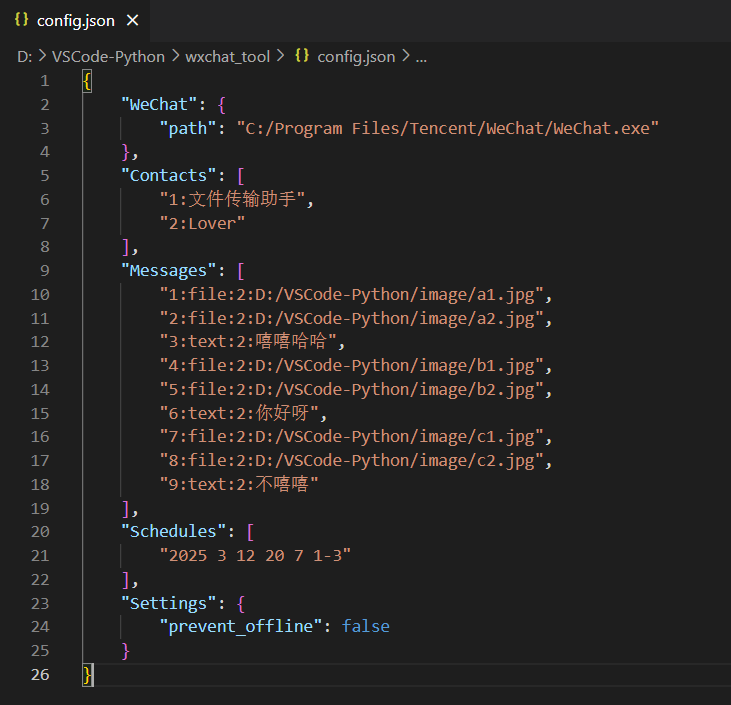 {} config.json ×
D: > VSCode-Python > wxchat_tool > {} config.json > ...
1 {
2 "WeChat": {
3 "path": "C:/Program Files/Tencent/WeChat/WeChat.exe"
4 },
5 "Contacts": [
6 "1:文件传输助手",
7 "2:Lover"
8 ],
9 "Messages": [
10 "1:file:2:D:/VSCode-Python/image/a1.jpg",
11 "2:file:2:D:/VSCode-Python/image/a2.jpg",
12 "3:text:2:嘻嘻哈哈",
13 "4:file:2:D:/VSCode-Python/image/b1.jpg",
14 "5:file:2:D:/VSCode-Python/image/b2.jpg",
15 "6:text:2:你好呀",
16 "7:file:2:D:/VSCode-Python/image/c1.jpg",
17 "8:file:2:D:/VSCode-Python/image/c2.jpg",
18 "9:text:2:不嘻嘻"
19 ],
20 "Schedules": [
21 "2025 3 12 20 7 1-3"
22 ],
23 "Settings": {
24 "prevent_offline": false
25 }
26 }